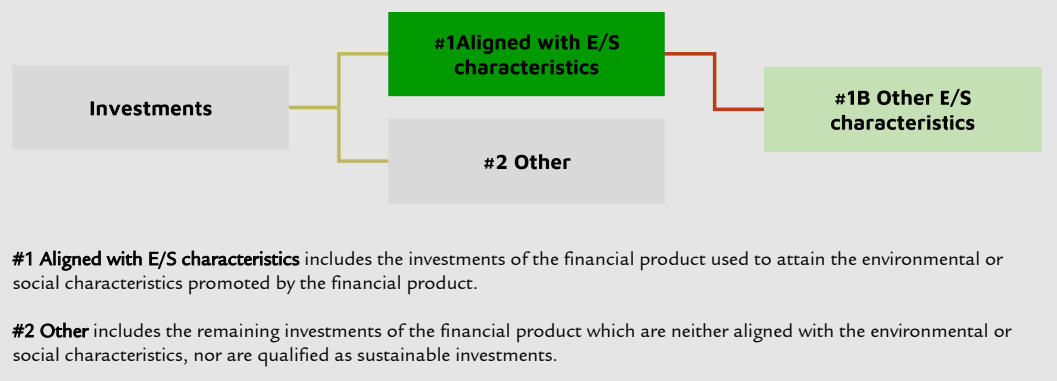 #1Aligned with E/S
characteristics
Investments
#1B Other E/S
characteristics
#2 Other
#1 Aligned with E/S characteristics includes the investments of the financial product used to attain the environmental or
social characteristics promoted by the financial product.
#2 Other includes the remaining investments of the financial product which are neither aligned with the environmental or
social characteristics, nor are qualified as sustainable investments.